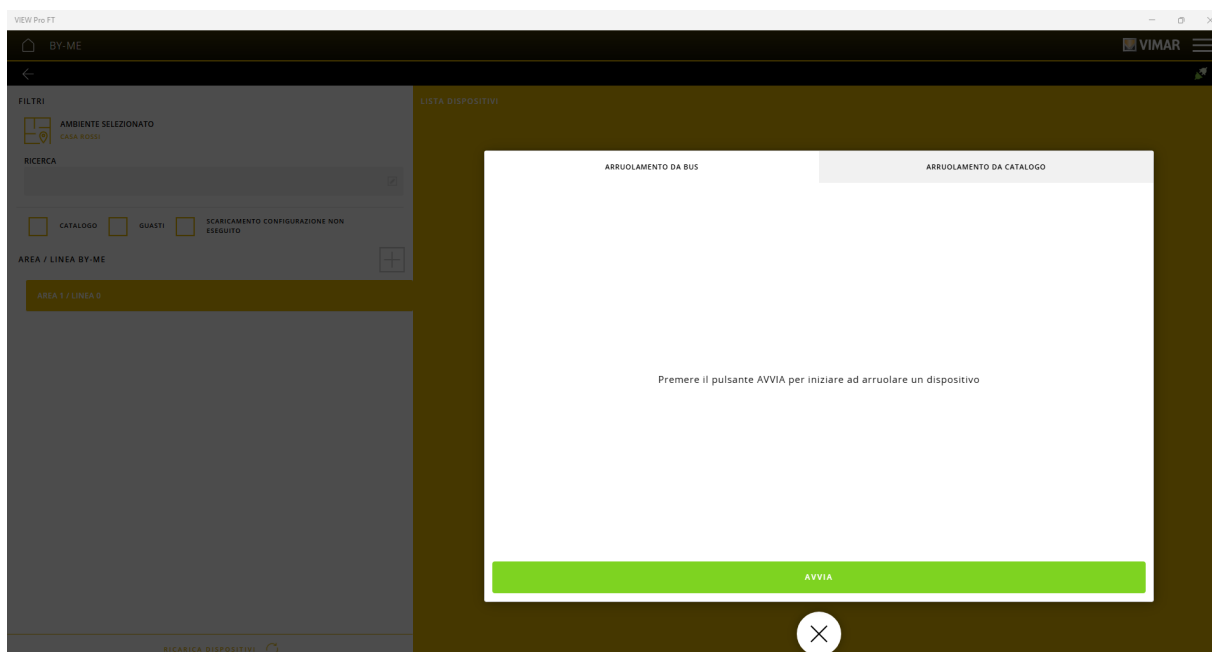 VIEW Pro FT
BY-ME
VIMAR
FILTRI
LISTA DISPOSITIVI
AMBIENTE SELEZIONATO
CASA ROSSI
RICERCA
CATALOGO
GUASTI
SCARICAMENTO CONFIGURAZIONE NON
ESEGUITO
AREA / LINEA BY-ME
AREA 1 / LINEA 0
RICARICA DISPOSITIVI
ARRUOLAMENTO DA BUS
ARRUOLAMENTO DA CATALOGO
Premere il pulsante AVVIA per iniziare ad arruolare un dispositivo
AVVIA